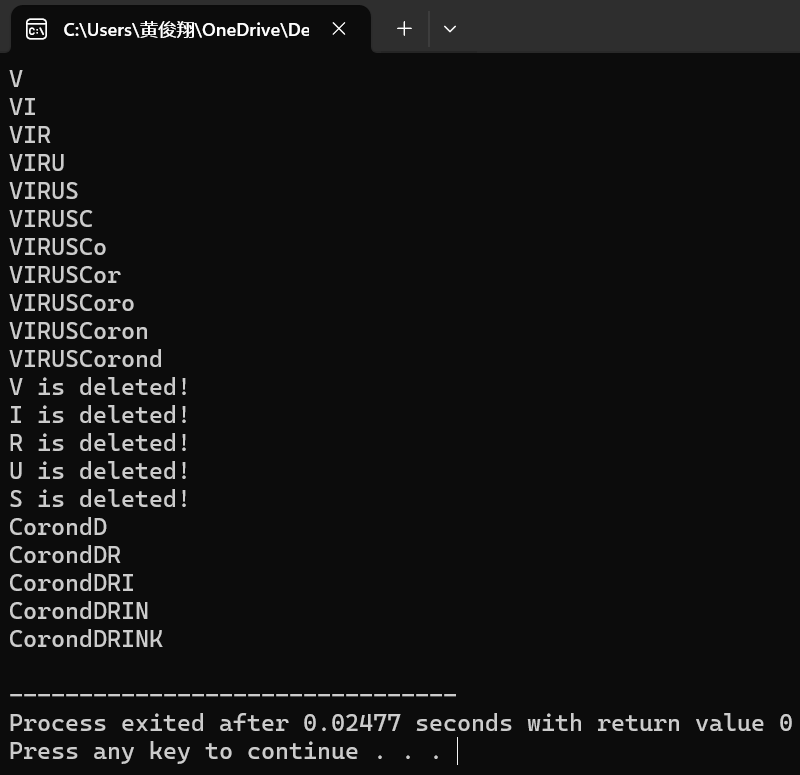 C:\Users\黄俊翔\OneDrive\De
V
VI
VIR
VIRU
VIRUS
VIRUSC
VIRUSCo
VIRUSCor
VIRUSCoro
VIRUSCoron
VIRUSCorond
V is deleted!
I is deleted!
R is deleted!
U is deleted!
S is deleted!
CorondD
CorondDR
CorondDRI
CorondDRIN
CorondDRINK
--------------------------------
Process exited after 0.02477 seconds with return value 0
Press any key to continue . . .